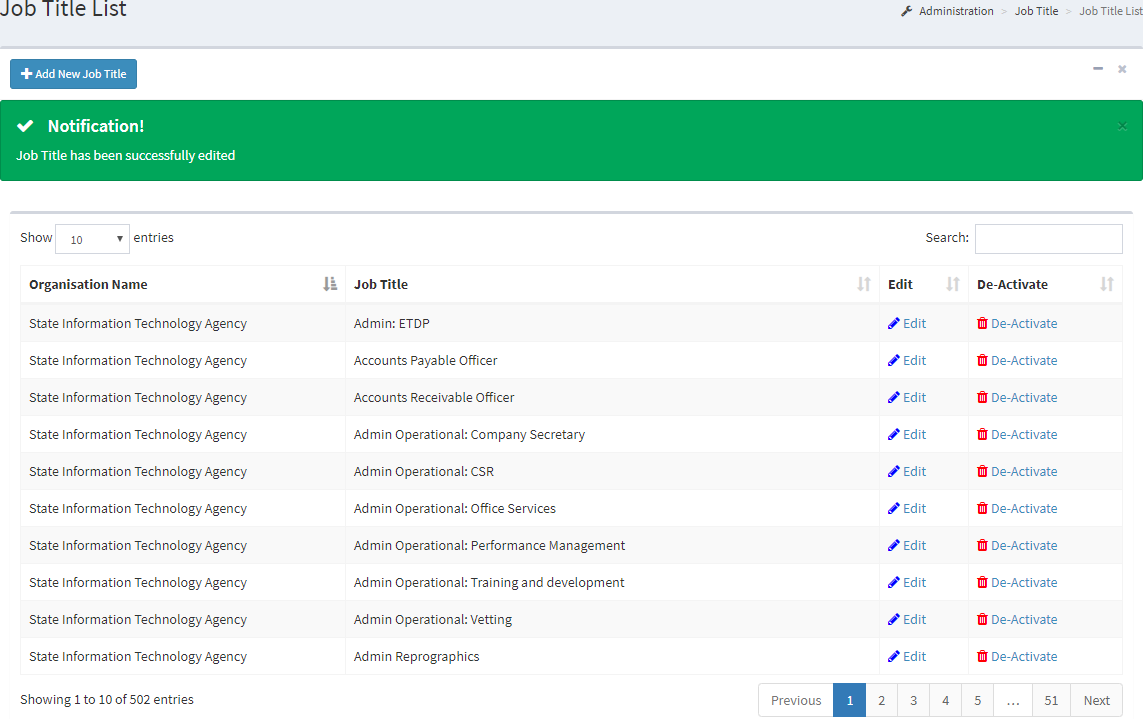 Job Title List
Administration > Job Title > Job Title List
Add New Job Title
Notification!
Job Title has been successfully edited
Show 10 entries Search:
Organisation Name Job Title Edit De-Activate
State Information Technology Agency Admin: ETDP Edit De-Activate
State Information Technology Agency Accounts Payable Officer Edit De-Activate
State Information Technology Agency Accounts Receivable Officer Edit De-Activate
State Information Technology Agency Admin Operational: Company Secretary Edit De-Activate
State Information Technology Agency Admin Operational: CSR Edit De-Activate
State Information Technology Agency Admin Operational: Office Services Edit De-Activate
State Information Technology Agency Admin Operational: Performance Management Edit De-Activate
State Information Technology Agency Admin Operational: Training and development Edit De-Activate
State Information Technology Agency Admin Operational: Vetting Edit De-Activate
State Information Technology Agency Admin Reprographics Edit De-Activate
Showing 1 to 10 of 502 entries Previous 1 2 3 4 5 … 51 Next